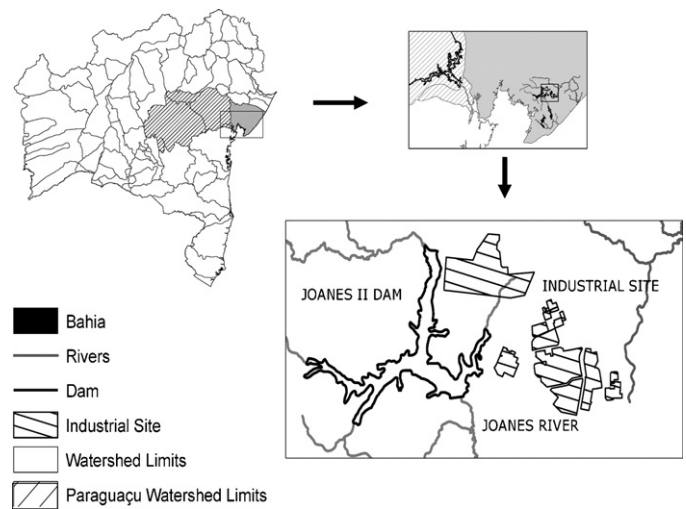 JOANES II DAM
INDUSTRIAL SITE
JOANES RIVER
Bahia
Rivers
Dam
Industrial Site
Watershed Limits
Paraguaçu Watershed Limits